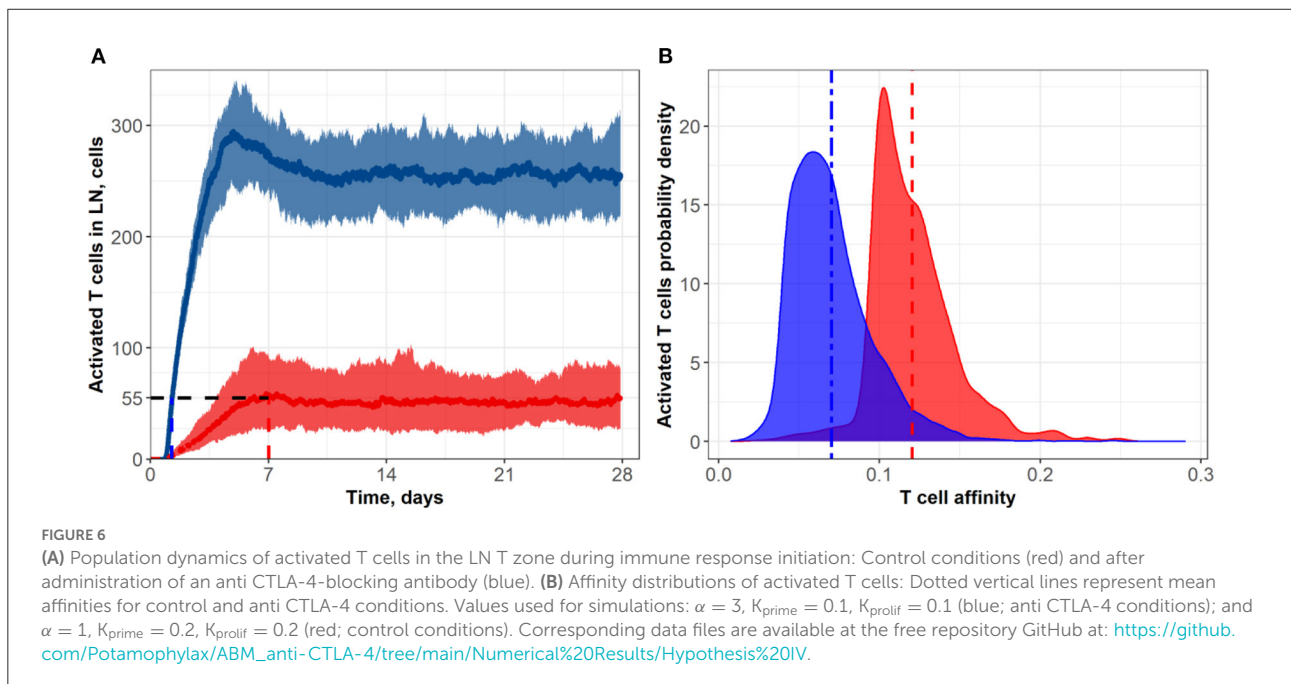 A
B
Activated T cells in LN, cells
300
200
100
55
0
0
7
14
21
28
Time, days
Activated T cells probability density
20
15
10
5
0
0.0
0.1
0.2
0.3
T cell affinity
FIGURE 6
(A) Population dynamics of activated T cells in the LN T zone during immune response initiation: Control conditions (red) and after
administration of an anti CTLA-4-blocking antibody (blue). (B) Affinity distributions of activated T cells: Dotted vertical lines represent mean
affinities for control and anti CTLA-4 conditions. Values used for simulations: α = 3, Kprime = 0.1, Kprolif = 0.1 (blue; anti CTLA-4 conditions); and
α = 1, Kprime = 0.2, Kprolif = 0.2 (red; control conditions). Corresponding data files are available at the free repository GitHub at: https://github.
com/Potamophylax/ABM_anti-CTLA-4/tree/main/Numerical%20Results/Hypothesis%20IV.